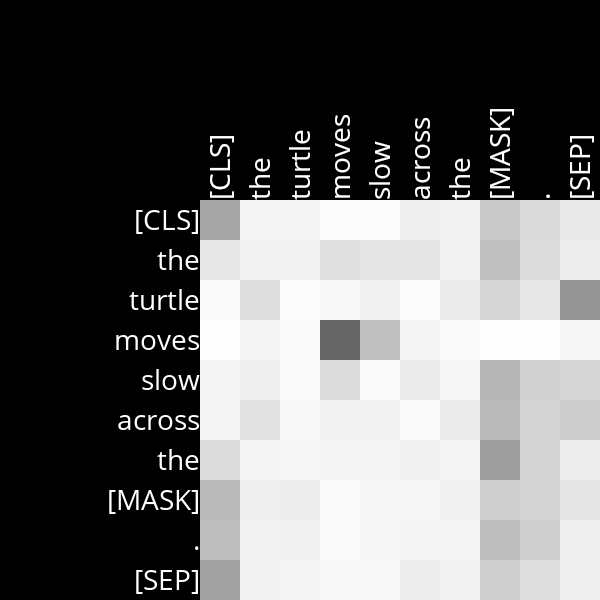 [CLS] the turtle moves slow across the [MASK] . [SEP]
[CLS]
the
turtle
moves
slow
across
the
[MASK]
.
[SEP]